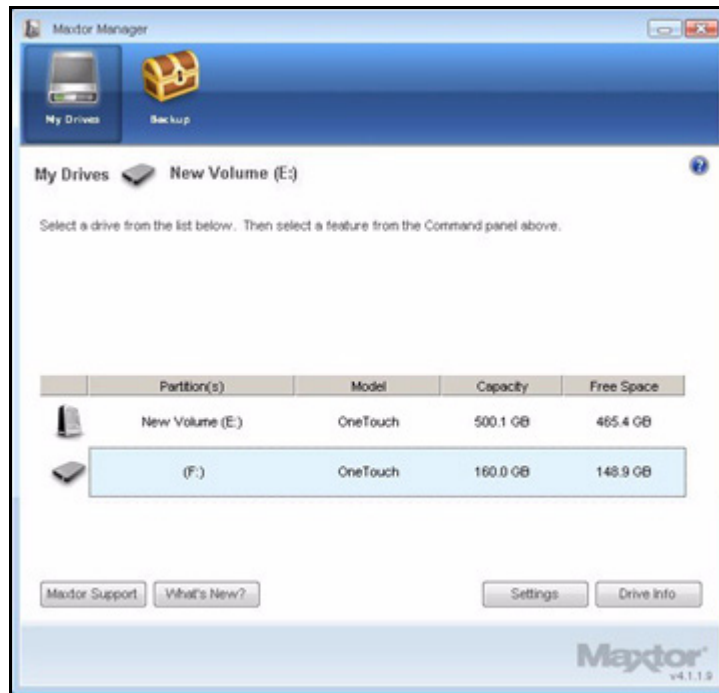 Maxtor Manager
My Drives Backup
My Drives New Volume (E:)
Select a drive from the list below. Then select a feature from the Command panel above.
Partition(s) Model Capacity Free Space
New Volume (E:) OneTouch 500.1 GB 465.4 GB
(F:) OneTouch 160.0 GB 148.9 GB
Maxtor Support What's New? Settings Drive Info
Maxtor
v4.1.1.9